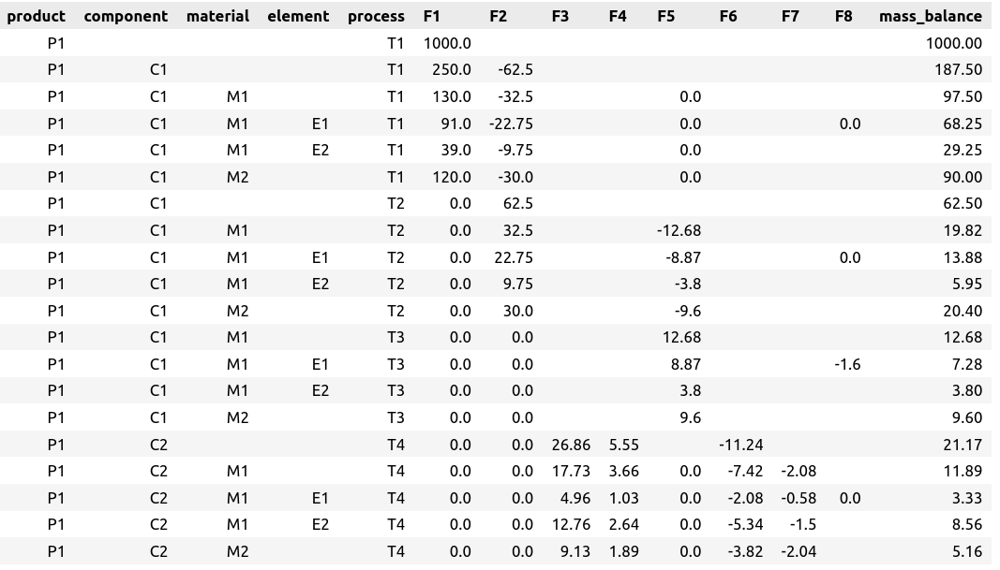 product component material element process F1 F2 F3 F4 F5 F6 F7 F8 mass_balance
P1 T1 1000.0 1000.00
P1 C1 T1 250.0 -62.5 187.50
P1 C1 M1 T1 130.0 -32.5 0.0 97.50
P1 C1 M1 E1 T1 91.0 -22.75 0.0 0.0 68.25
P1 C1 M1 E2 T1 39.0 -9.75 0.0 29.25
P1 C1 M2 T1 120.0 -30.0 0.0 90.00
P1 C1 T2 0.0 62.5 62.50
P1 C1 M1 T2 0.0 32.5 -12.68 19.82
P1 C1 M1 E1 T2 0.0 22.75 -8.87 0.0 13.88
P1 C1 M1 E2 T2 0.0 9.75 -3.8 5.95
P1 C1 M2 T2 0.0 30.0 -9.6 20.40
P1 C1 M1 T3 0.0 0.0 12.68 12.68
P1 C1 M1 E1 T3 0.0 0.0 8.87 -1.6 7.28
P1 C1 M1 E2 T3 0.0 0.0 3.8 3.80
P1 C1 M2 T3 0.0 0.0 9.6 9.60
P1 C2 T4 0.0 0.0 26.86 5.55 -11.24 21.17
P1 C2 M1 T4 0.0 0.0 17.73 3.66 0.0 -7.42 -2.08 11.89
P1 C2 M1 E1 T4 0.0 0.0 4.96 1.03 0.0 -2.08 -0.58 0.0 3.33
P1 C2 M1 E2 T4 0.0 0.0 12.76 2.64 0.0 -5.34 -1.5 8.56
P1 C2 M2 T4 0.0 0.0 9.13 1.89 0.0 -3.82 -2.04 5.16